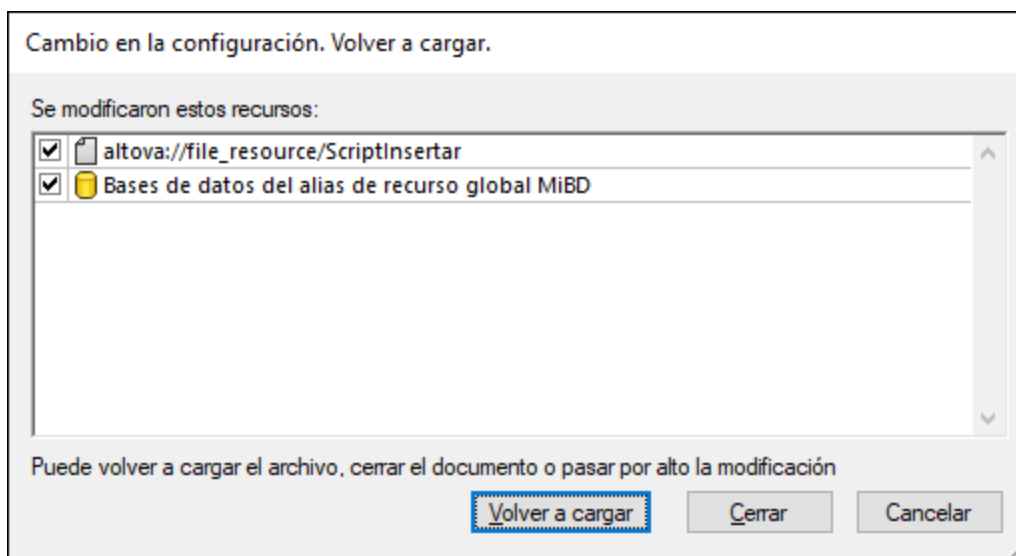 Cambio en la configuración. Volver a cargar.
Se modificaron estos recursos:
altova://file_resource/ScriptInsertar
Bases de datos del alias de recurso global MiBD
Puede volver a cargar el archivo, cerrar el documento o pasar por alto la modificación
Volver a cargar Cerrar Cancelar